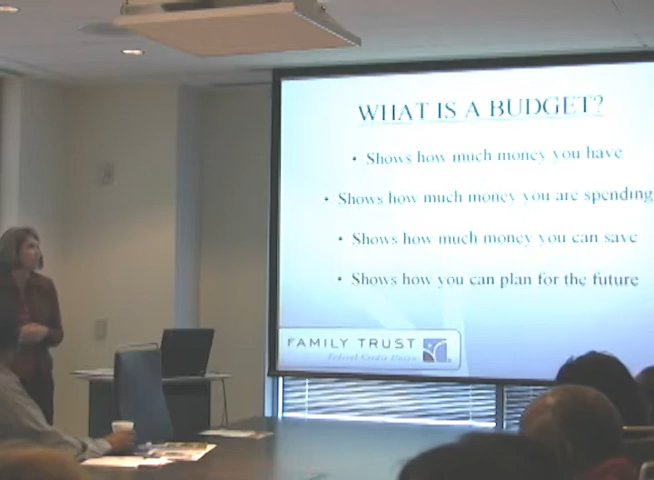 WHAT IS A BUDGET?
• Shows how much money you have
• Shows how much money you are spending
• Shows how much money you can save
• Shows how you can plan for the future
FAMILY TRUST
Federal Credit Union